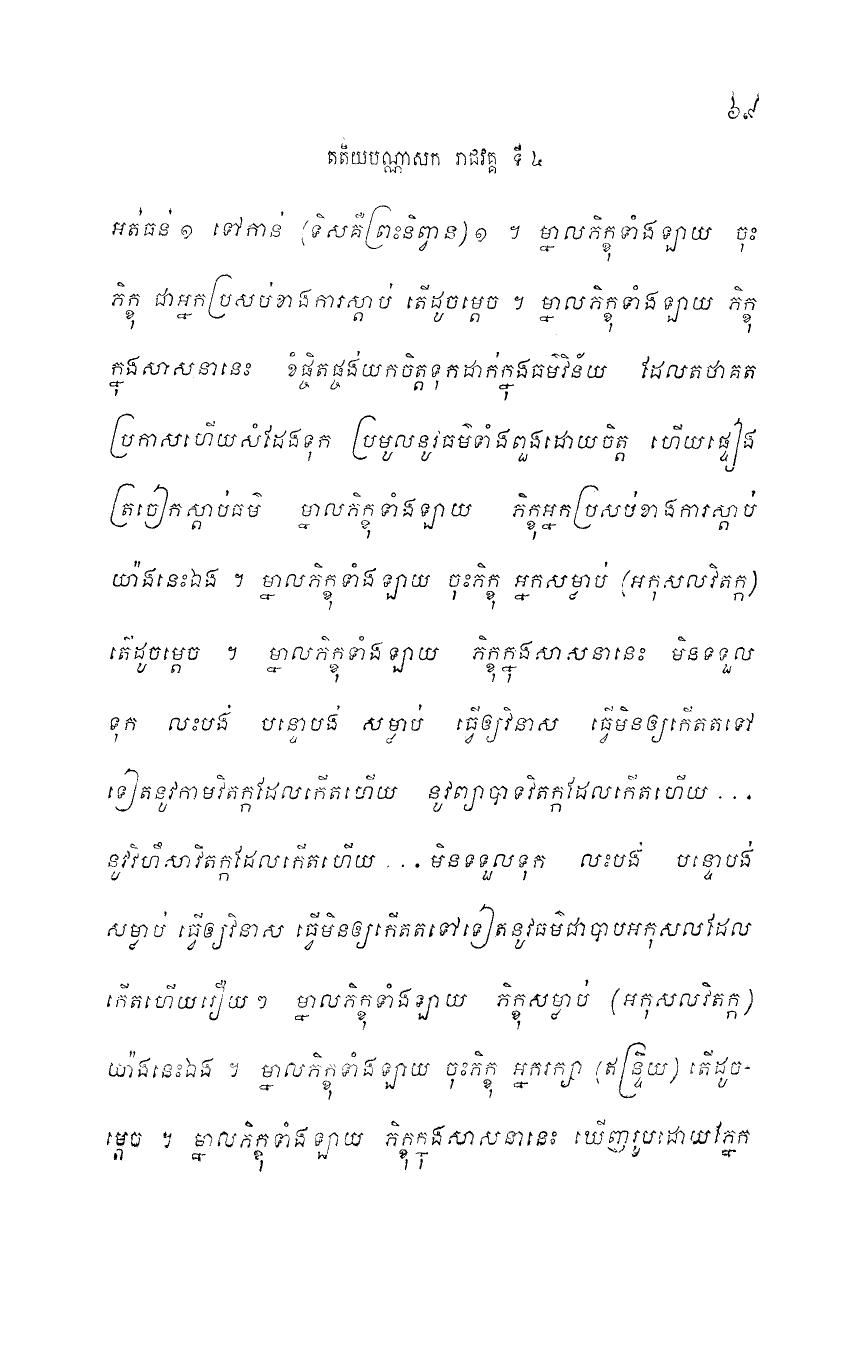 ៦៩
តតិយបណ្ណាសក រាជវគ្គ ទី ៤
អត់ធន់ ១ ទៅកាន់ (ទិសគឺព្រះនិព្វាន) ១ ។ ម្នាលភិក្ខុទាំងឡាយ ចុះ
ភិក្ខុ ជាអ្នកប្រសប់ខាងការស្តាប់ តើដូចម្តេច ។ ម្នាលភិក្ខុទាំងឡាយ ភិក្ខុ
ក្នុងសាសនានេះ ខំផ្ចិតផ្ចង់យកចិត្តទុកដាក់ក្នុងធម៌វិន័យ ដែលតថាគត
ប្រកាសហើយសំដែងទុក ប្រមូលនូវធម៌ទាំងពួងដោយចិត្ត ហើយផ្ទៀង
ត្រចៀកស្តាប់ធម៌ ម្នាលភិក្ខុទាំងឡាយ ភិក្ខុអ្នកប្រសប់ខាងការស្តាប់
យ៉ាងនេះឯង ។ ម្នាលភិក្ខុទាំងឡាយ ចុះភិក្ខុ អ្នកសម្លាប់ (អកុសលវិតក្ក)
តើដូចម្តេច ។ ម្នាលភិក្ខុទាំងឡាយ ភិក្ខុក្នុងសាសនានេះ មិនទទួល
ទុក លះបង់ បន្ទោបង់ សម្លាប់ ធ្វើឲ្យវិនាស ធ្វើមិនឲ្យកើតតទៅ
ទៀតនូវកាមវិតក្កដែលកើតហើយ នូវព្យាបាទវិតក្កដែលកើតហើយ ...
នូវវិហឹសាវិតក្កដែលកើតហើយ ... មិនទទួលទុក លះបង់ បន្ទោបង់
សម្លាប់ ធ្វើឲ្យវិនាស ធ្វើមិនឲ្យកើតតទៅទៀតនូវធម៌ជាបាបអកុសលដែល
កើតហើយរឿយៗ ម្នាលភិក្ខុទាំងឡាយ ភិក្ខុសម្លាប់ (អកុសលវិតក្ក)
យ៉ាងនេះឯង ។ ម្នាលភិក្ខុទាំងឡាយ ចុះភិក្ខុ អ្នករក្សា (ឥន្ទ្រិយ) តើដូច-
ម្តេច ។ ម្នាលភិក្ខុទាំងឡាយ ភិក្ខុក្នុងសាសនានេះ ឃើញរូបដោយភ្នែក